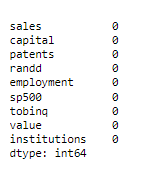 sales 0
capital 0
patents 0
randd 0
employment 0
sp500 0
tobinq 0
value 0
institutions 0
dtype: int64